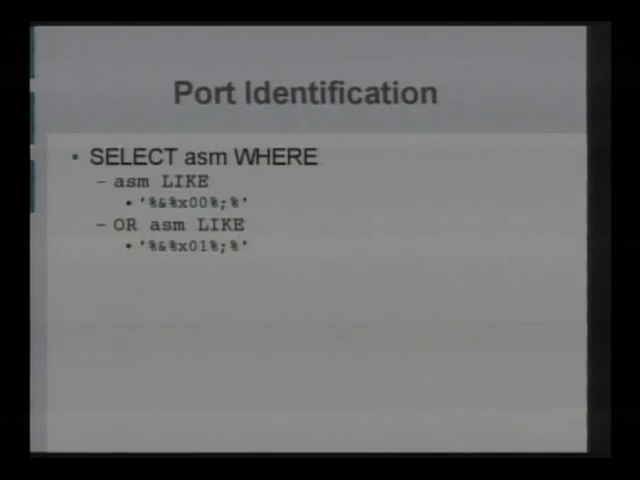 Port Identification
• SELECT asm WHERE
– asm LIKE
• '%&%x00%;%'
– OR asm LIKE
• '%&%x01%;%'